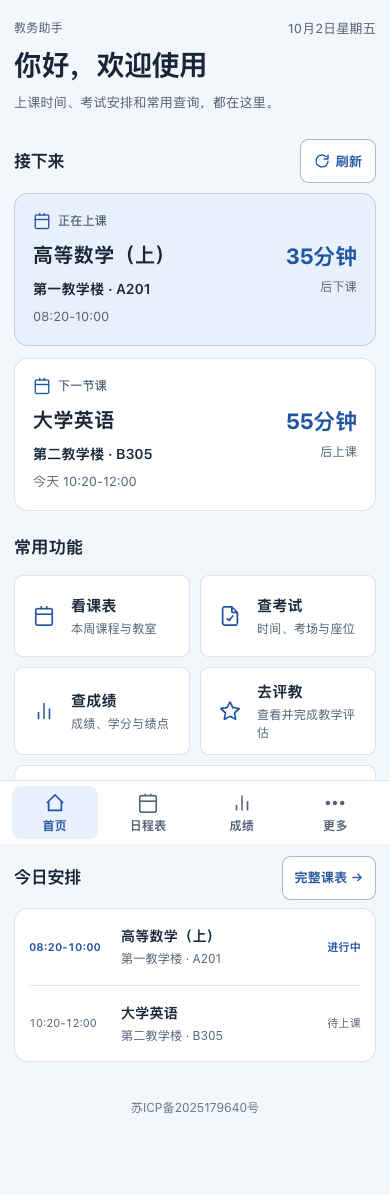 教务助手
10月2日星期五
你好，欢迎使用
上课时间、考试安排和常用查询，都在这里。
接下来
刷新
正在上课
高等数学（上）
35分钟
第一教学楼 · A201
后下课
08:20-10:00
下一节课
大学英语
55分钟
第二教学楼 · B305
后上课
今天 10:20-12:00
常用功能
看课表
本周课程与教室
查考试
时间、考场与座位
查成绩
成绩、学分与绩点
去评教
查看并完成教学评
估
首页
日程表
成绩
更多
今日安排
完整课表 →
08:20-10:00
高等数学（上）
第一教学楼 · A201
进行中
10:20-12:00
大学英语
第二教学楼 · B305
待上课
苏ICP备2025179640号